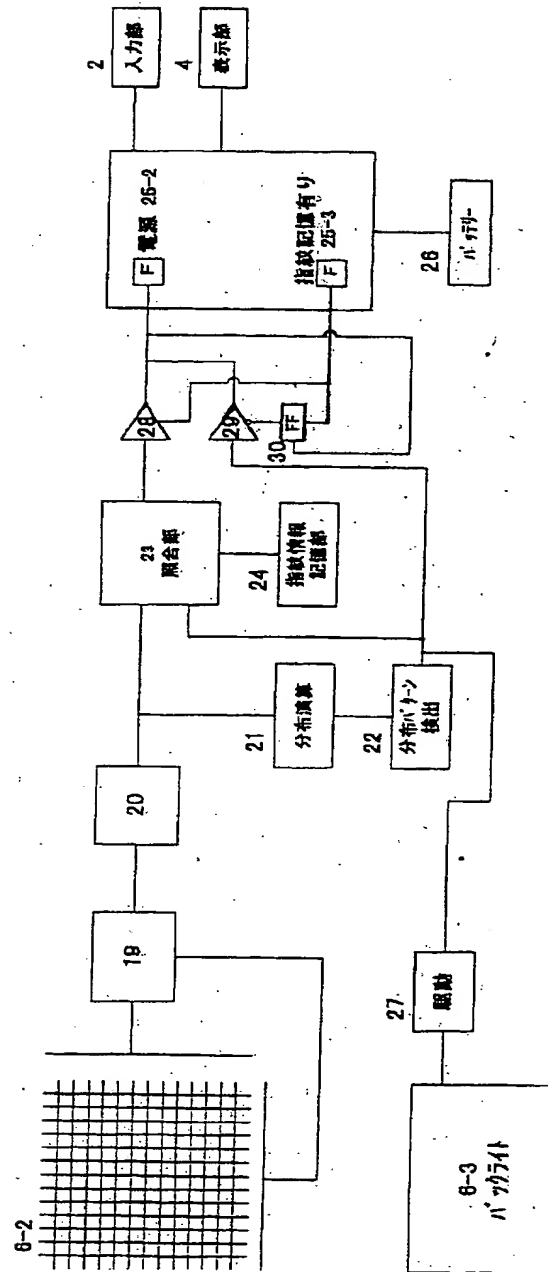 6-2
19
20
23
照合部
24
指紋情報
記憶部
21
分布演算
22
分布パターン
検出
27
駆動
6-3
バックライト
28
29
30
FF
F
電源 25-2
指紋記憶有り
25-3
F
26
バッテリー
2
入力部
4
表示部